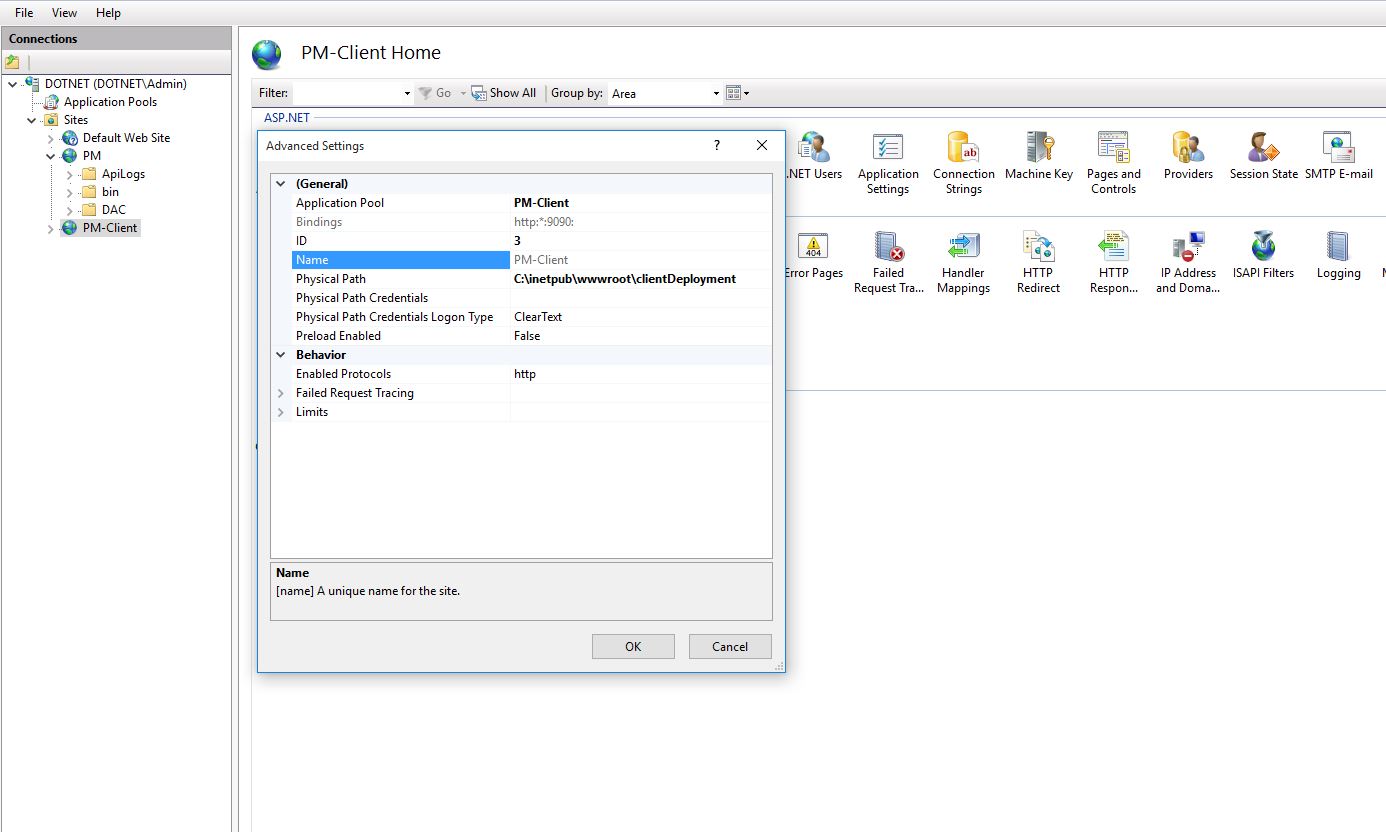 File View Help
Connections
DOTNET (DOTNET\Admin)
Application Pools
Sites
Default Web Site
PM
ApiLogs
bin
DAC
PM-Client
PM-Client Home
Filter: Go Show All Group by: Area
ASP.NET
.NET Users
Application
Settings
Connection
Strings
Machine Key
Pages and
Controls
Providers
Session State
SMTP E-mail
Error Pages
404
Failed
Request Tra...
Handler
Mappings
HTTP
Redirect
HTTP
Respon...
IP Address
and Doma...
ISAPI Filters
Logging
Advanced Settings ?
(General)
Application Pool PM-Client
Bindings http:*:9090:
ID 3
Name PM-Client
Physical Path C:\inetpub\wwwroot\clientDeployment
Physical Path Credentials
Physical Path Credentials Logon Type ClearText
Preload Enabled False
Behavior
Enabled Protocols http
Failed Request Tracing
Limits
Name
[name] A unique name for the site.
OK Cancel